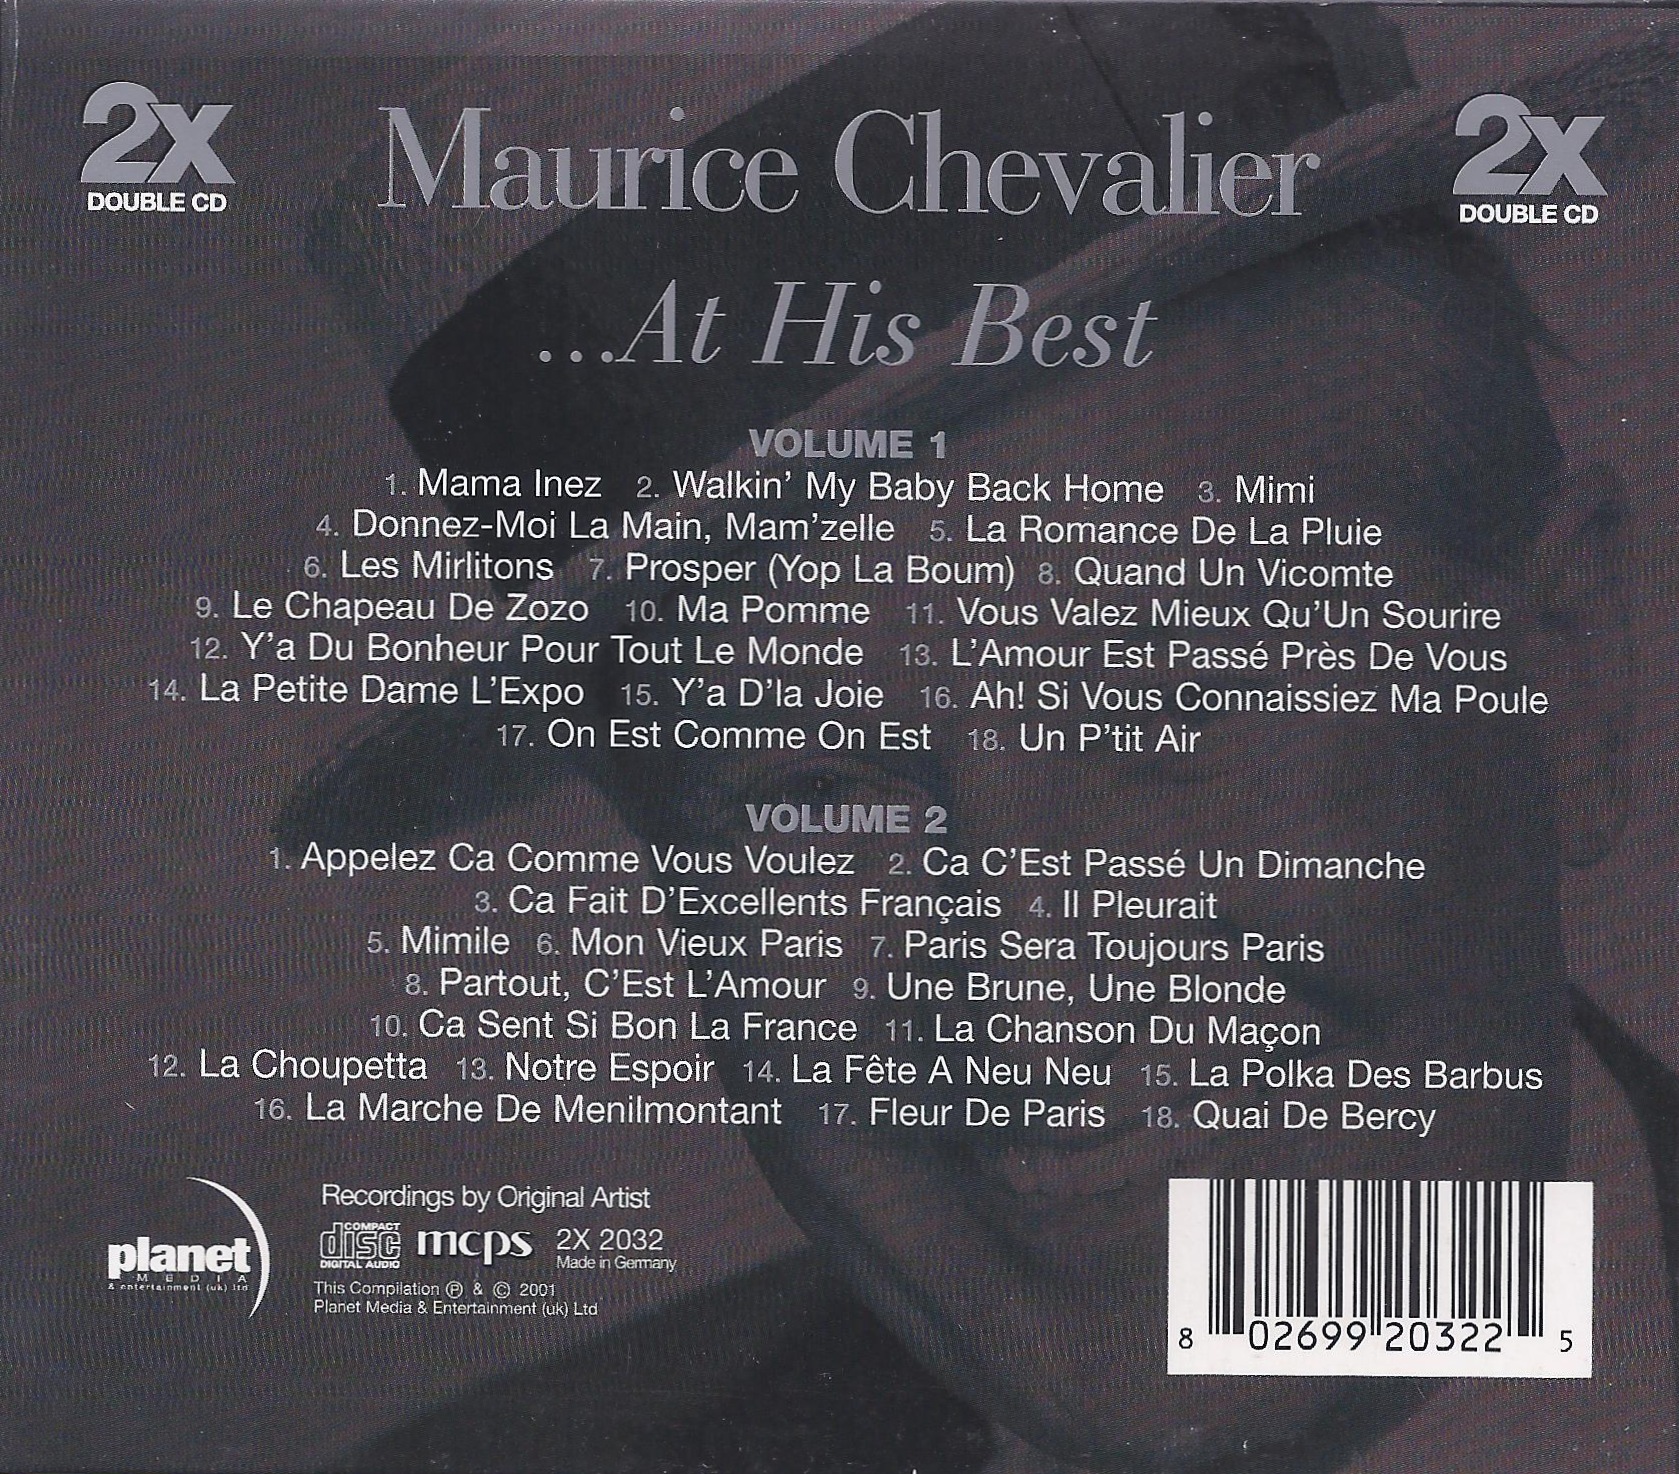 2X
DOUBLE CD
Maurice Chevalier
2X
DOUBLE CD
...At His Best
VOLUME 1
1. Mama Inez 2. Walkin' My Baby Back Home 3. Mimi
4. Donnez-Moi La Main, Mam'zelle 5. La Romance De La Pluie
6. Les Mirlitons 7. Prosper (Yop La Boum) 8. Quand Un Vicomte
9. Le Chapeau De Zozo 10. Ma Pomme 11. Vous Valez Mieux Qu'Un Sourire
12. Y'a Du Bonheur Pour Tout Le Monde 13. L'Amour Est Passé Près De Vous
14. La Petite Dame L'Expo 15. Y'a D'la Joie 16. Ah! Si Vous Connaissiez Ma Poule
17. On Est Comme On Est 18. Un P'tit Air
VOLUME 2
1. Appelez Ca Comme Vous Voulez 2. Ca C'Est Passé Un Dimanche
3. Ca Fait D'Excellents Français 4. Il Pleurait
5. Mimile 6. Mon Vieux Paris 7. Paris Sera Toujours Paris
8. Partout, C'Est L'Amour 9. Une Brune, Une Blonde
10. Ca Sent Si Bon La France 11. La Chanson Du Maçon
12. La Choupetta 13. Notre Espoir 14. La Fête A Neu Neu 15. La Polka Des Barbus
16. La Marche De Menilmontant 17. Fleur De Paris 18. Quai De Bercy
planet
MEDIA
& entertainment (uk) ltd
Recordings by Original Artist
COMPACT
disc
DIGITAL AUDIO
mcps
2X 2032
Made in Germany
This Compilation ℗ & © 2001
Planet Media & Entertainment (uk) Ltd
8 02699 20322 5